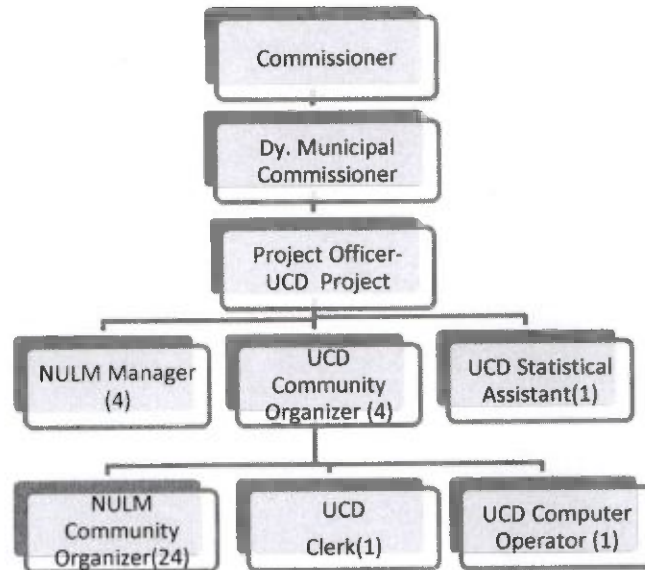 Commissioner
Dy. Municipal
Commissioner
Project Officer-
UCD Project
NULM Manager
(4)
UCD
Community
Organizer (4)
UCD Statistical
Assistant(1)
NULM
Community
Organizer(24)
UCD
Clerk(1)
UCD Computer
Operator (1)